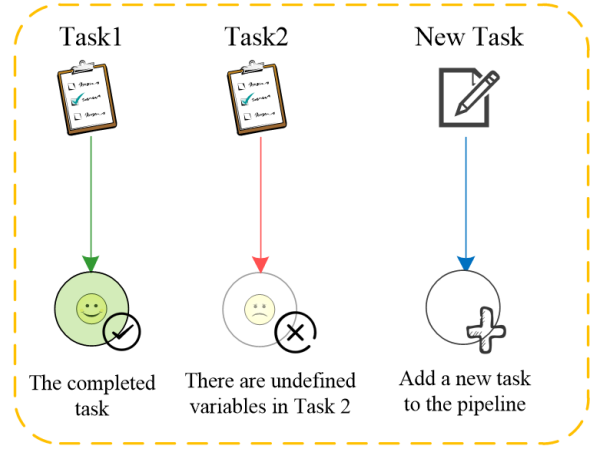 Task1
Task2
New Task
The completed
task
There are undefined
variables in Task 2
Add a new task
to the pipeline